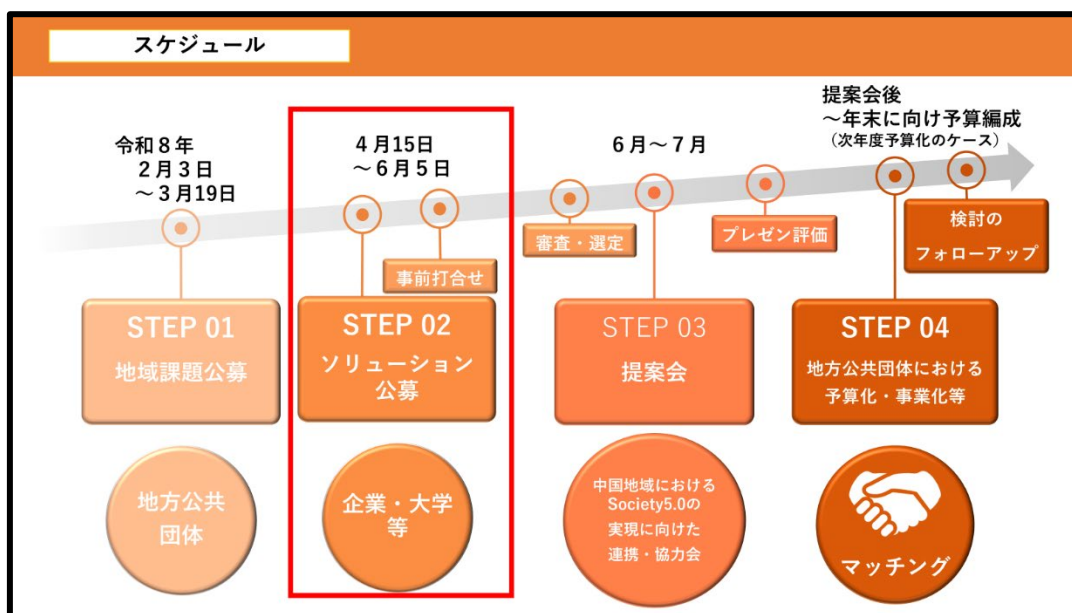 スケジュール
令和８年
２月３日
～３月19日
４月15日
～６月５日
６月～７月
提案会後
～年末に向け予算編成
（次年度予算化のケース）
事前打合せ
審査・選定
プレゼン評価
検討の
フォローアップ
STEP 01
地域課題公募
STEP 02
ソリューション
公募
STEP 03
提案会
STEP 04
地方公共団体における
予算化・事業化等
地方公共
団体
企業・大学
等
中国地域における
Society5.0の
実現に向けた
連携・協力会
マッチング